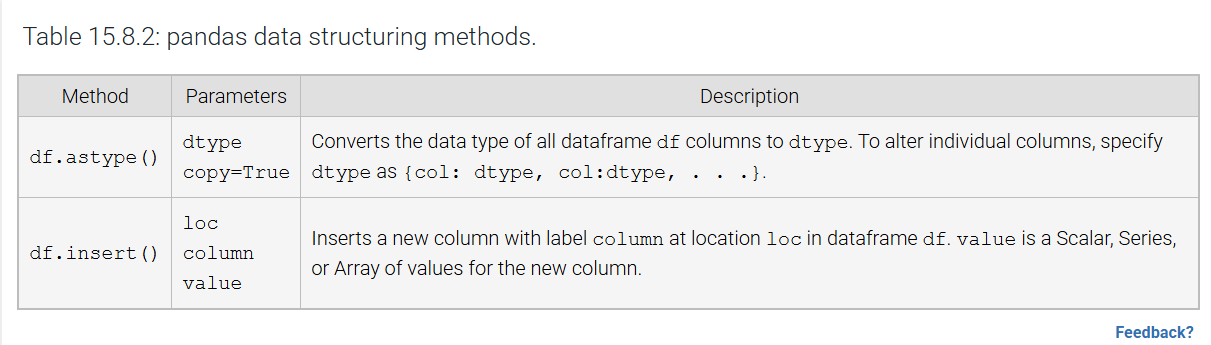 Table 15.8.2: pandas data structuring methods.
Method Parameters Description
df.astype()
dtype
copy=True
Converts the data type of all dataframe df columns to dtype. To alter individual columns, specify
dtype as {col: dtype, col:dtype, . . .}.
df.insert()
loc
column
value
Inserts a new column with label column at location loc in dataframe df. value is a Scalar, Series,
or Array of values for the new column.
Feedback?